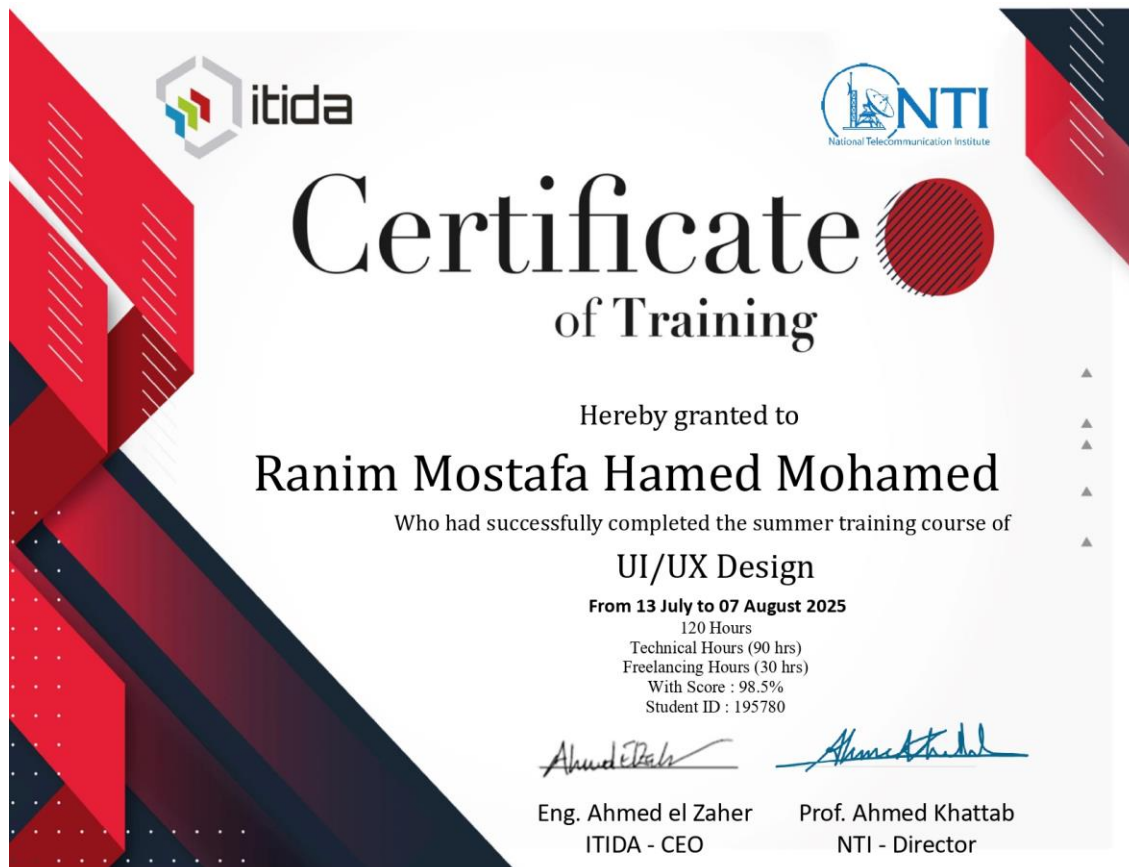 itida
NTI
National Telecommunication Institute
Certificate
of Training
Hereby granted to
Ranim Mostafa Hamed Mohamed
Who had successfully completed the summer training course of
UI/UX Design
From 13 July to 07 August 2025
120 Hours
Technical Hours (90 hrs)
Freelancing Hours (30 hrs)
With Score : 98.5%
Student ID : 195780
Eng. Ahmed el Zaher
ITIDA - CEO
Prof. Ahmed Khattab
NTI - Director